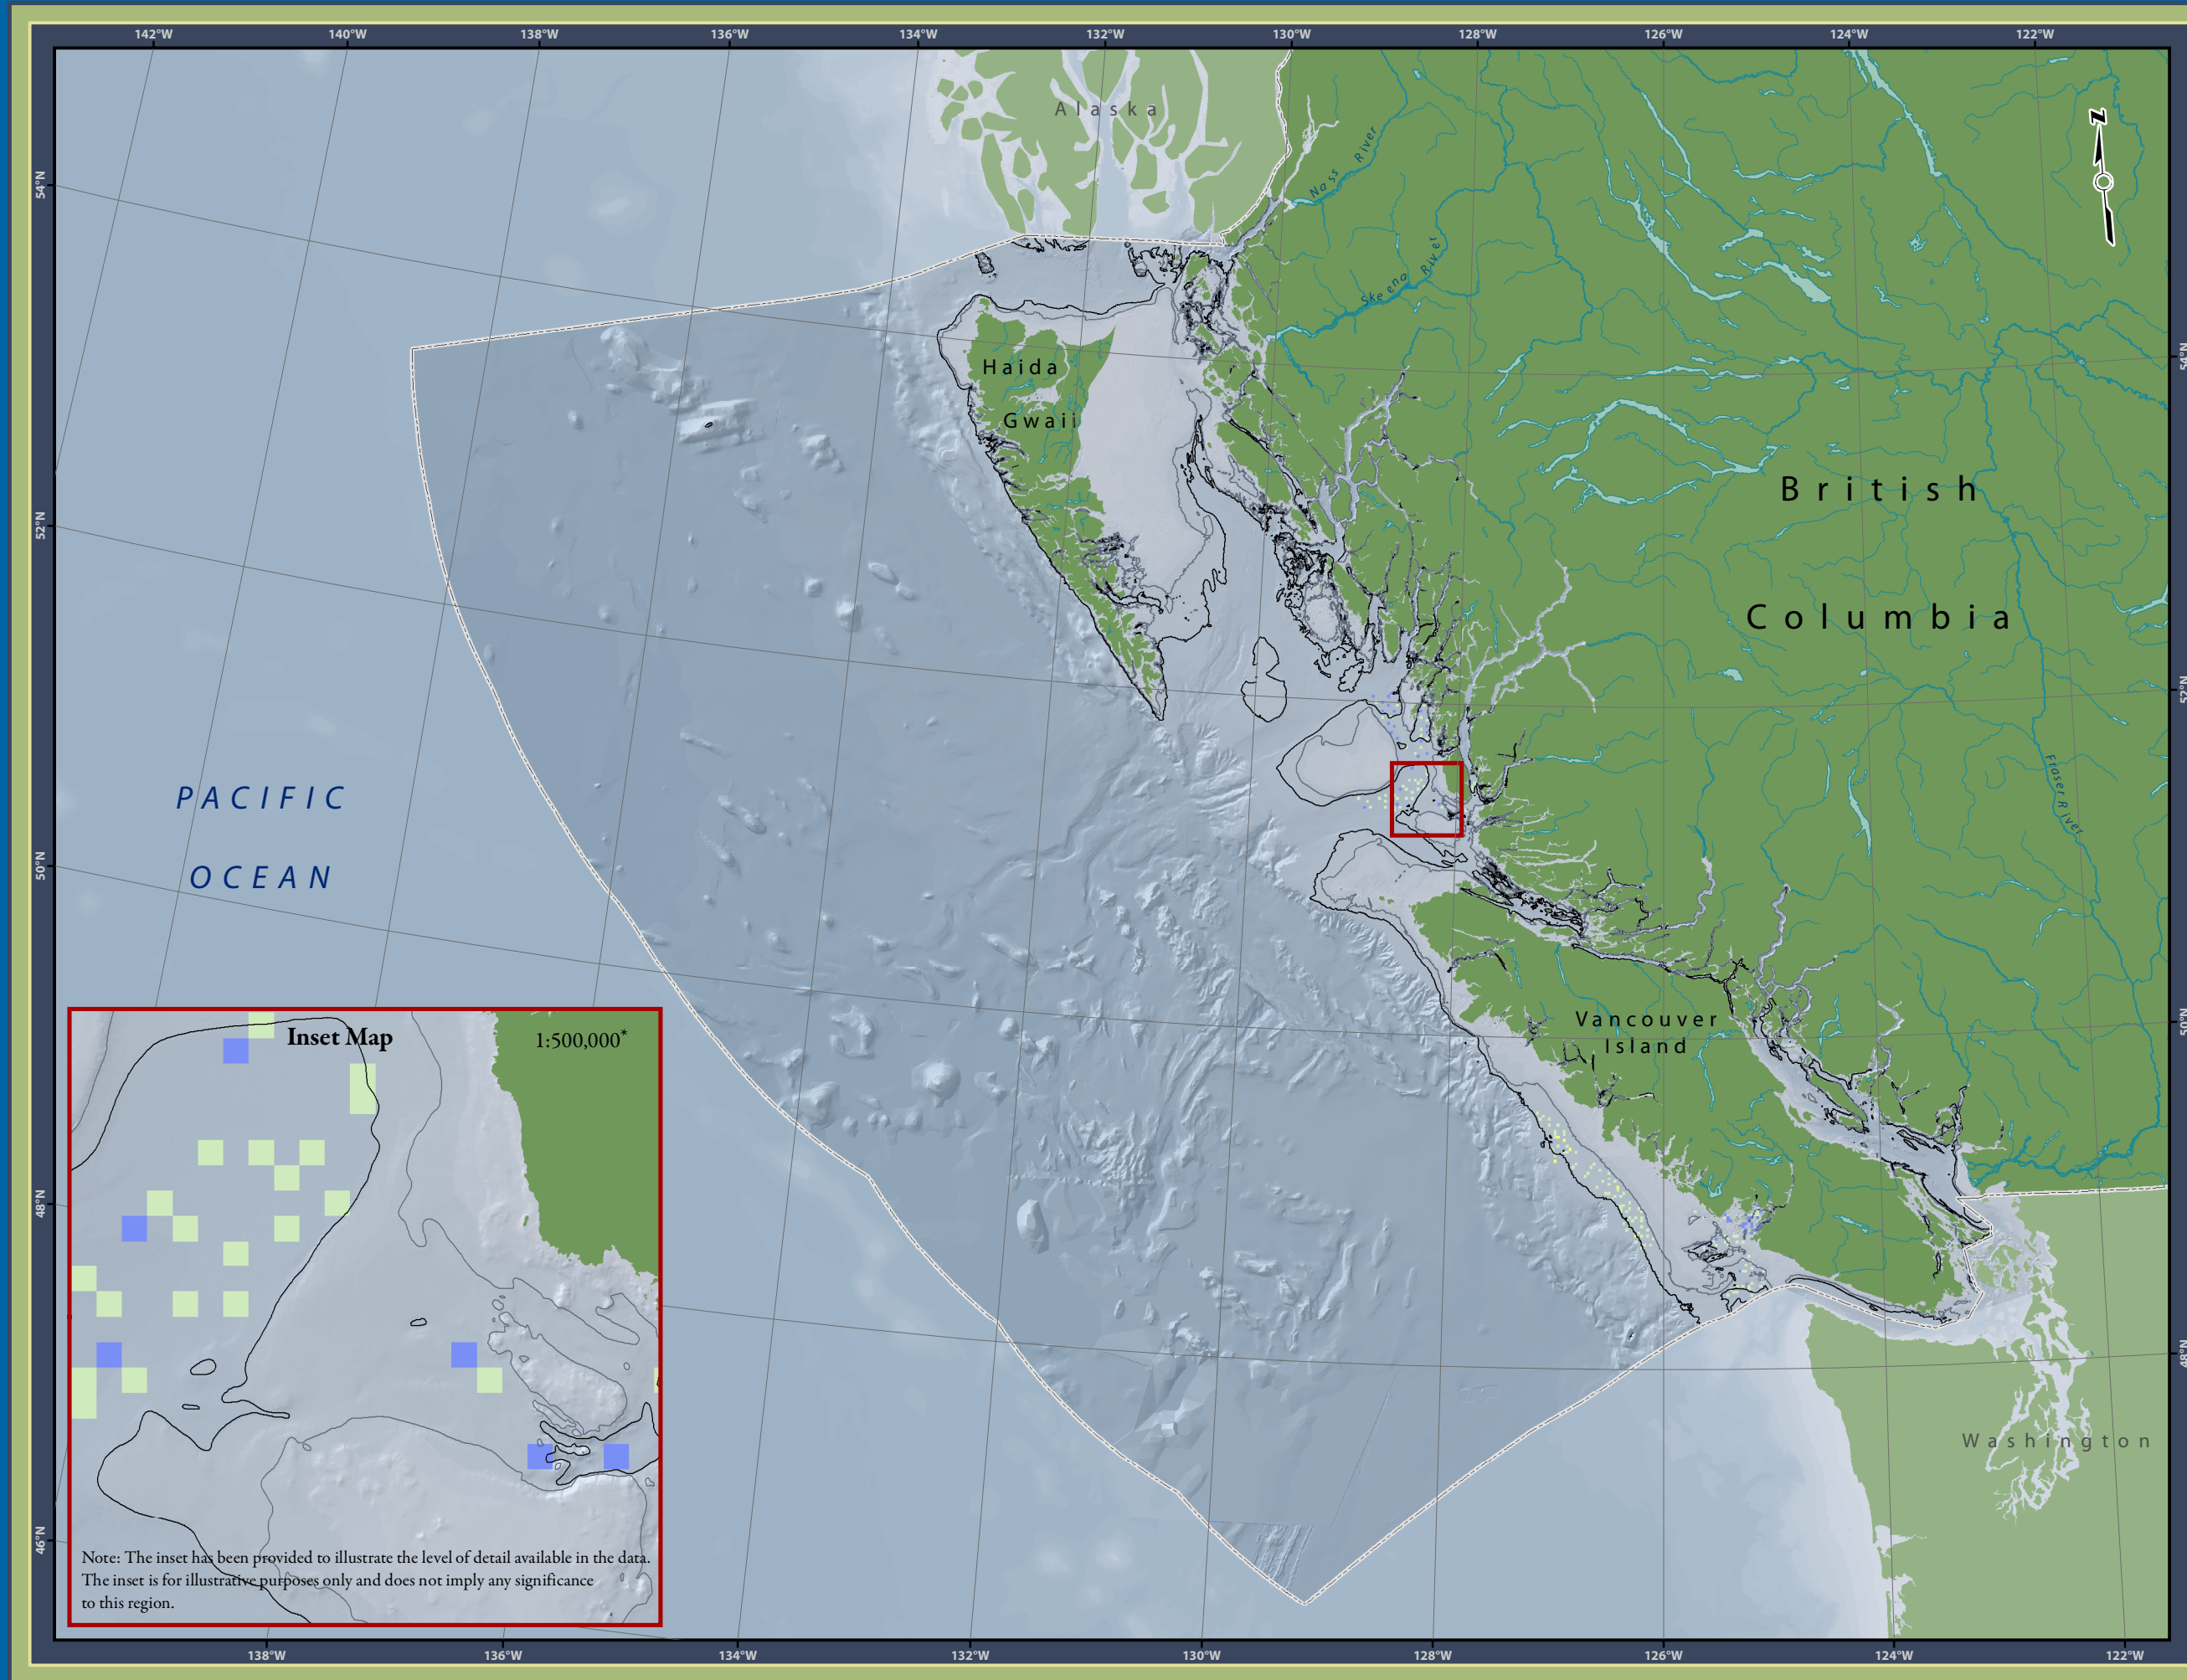 142°W 140°W 138°W 136°W 134°W 132°W 130°W 128°W 126°W 124°W 122°W
Alaska
N
Nass River
54°N
Skeena River
54°N
Haida
Gwaii
British
52°N
Columbia
52°N
PACIFIC
Fraser River
50°N
OCEAN
Vancouver
50°N
Island
Inset Map
1:500,000*
48°N
48°N
Washington
46°N
Note: The inset has been provided to illustrate the level of detail available in the data.
The inset is for illustrative purposes only and does not imply any significance
to this region.
138°W 136°W 134°W 132°W 130°W 128°W 126°W 124°W 122°W